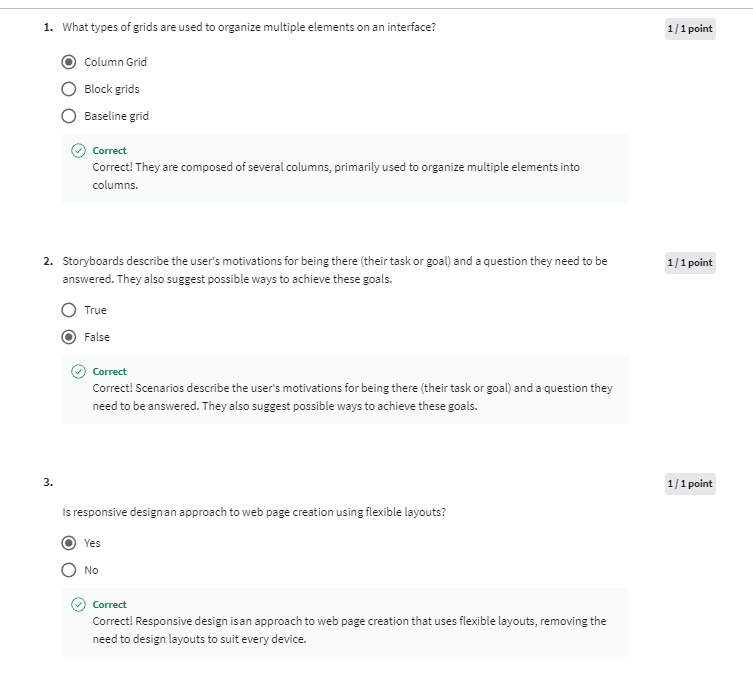 1. What types of grids are used to organize multiple elements on an interface?
1 / 1 point
Column Grid
Block grids
Baseline grid
Correct
Correct! They are composed of several columns, primarily used to organize multiple elements into
columns.
2. Storyboards describe the user's motivations for being there (their task or goal) and a question they need to be
1 / 1 point
answered. They also suggest possible ways to achieve these goals.
True
False
Correct
Correct! Scenarios describe the user's motivations for being there (their task or goal) and a question they
need to be answered. They also suggest possible ways to achieve these goals.
3.
1 / 1 point
Is responsive design an approach to web page creation using flexible layouts?
Yes
No
Correct
Correct! Responsive design is an approach to web page creation that uses flexible layouts, removing the
need to design layouts to suit every device.